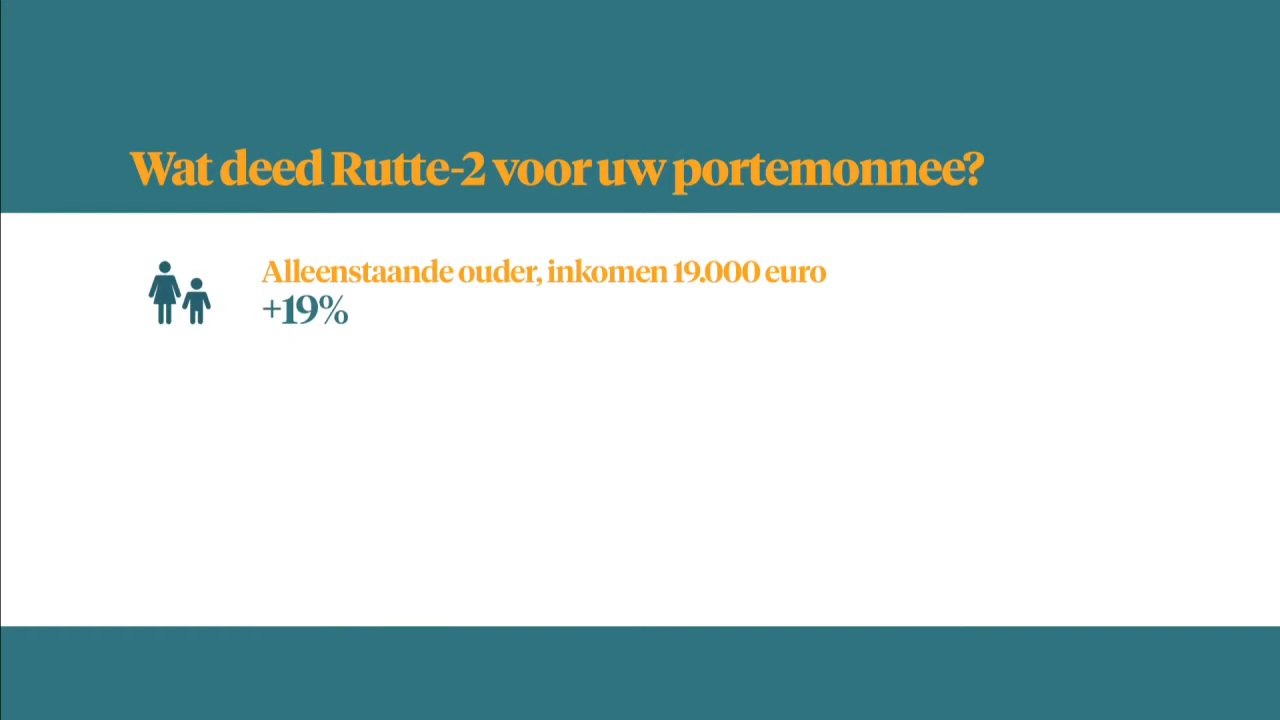 Wat deed Rutte-2 voor uw portemonnee?
Alleenstaande ouder, inkomen 19.000 euro
+19%